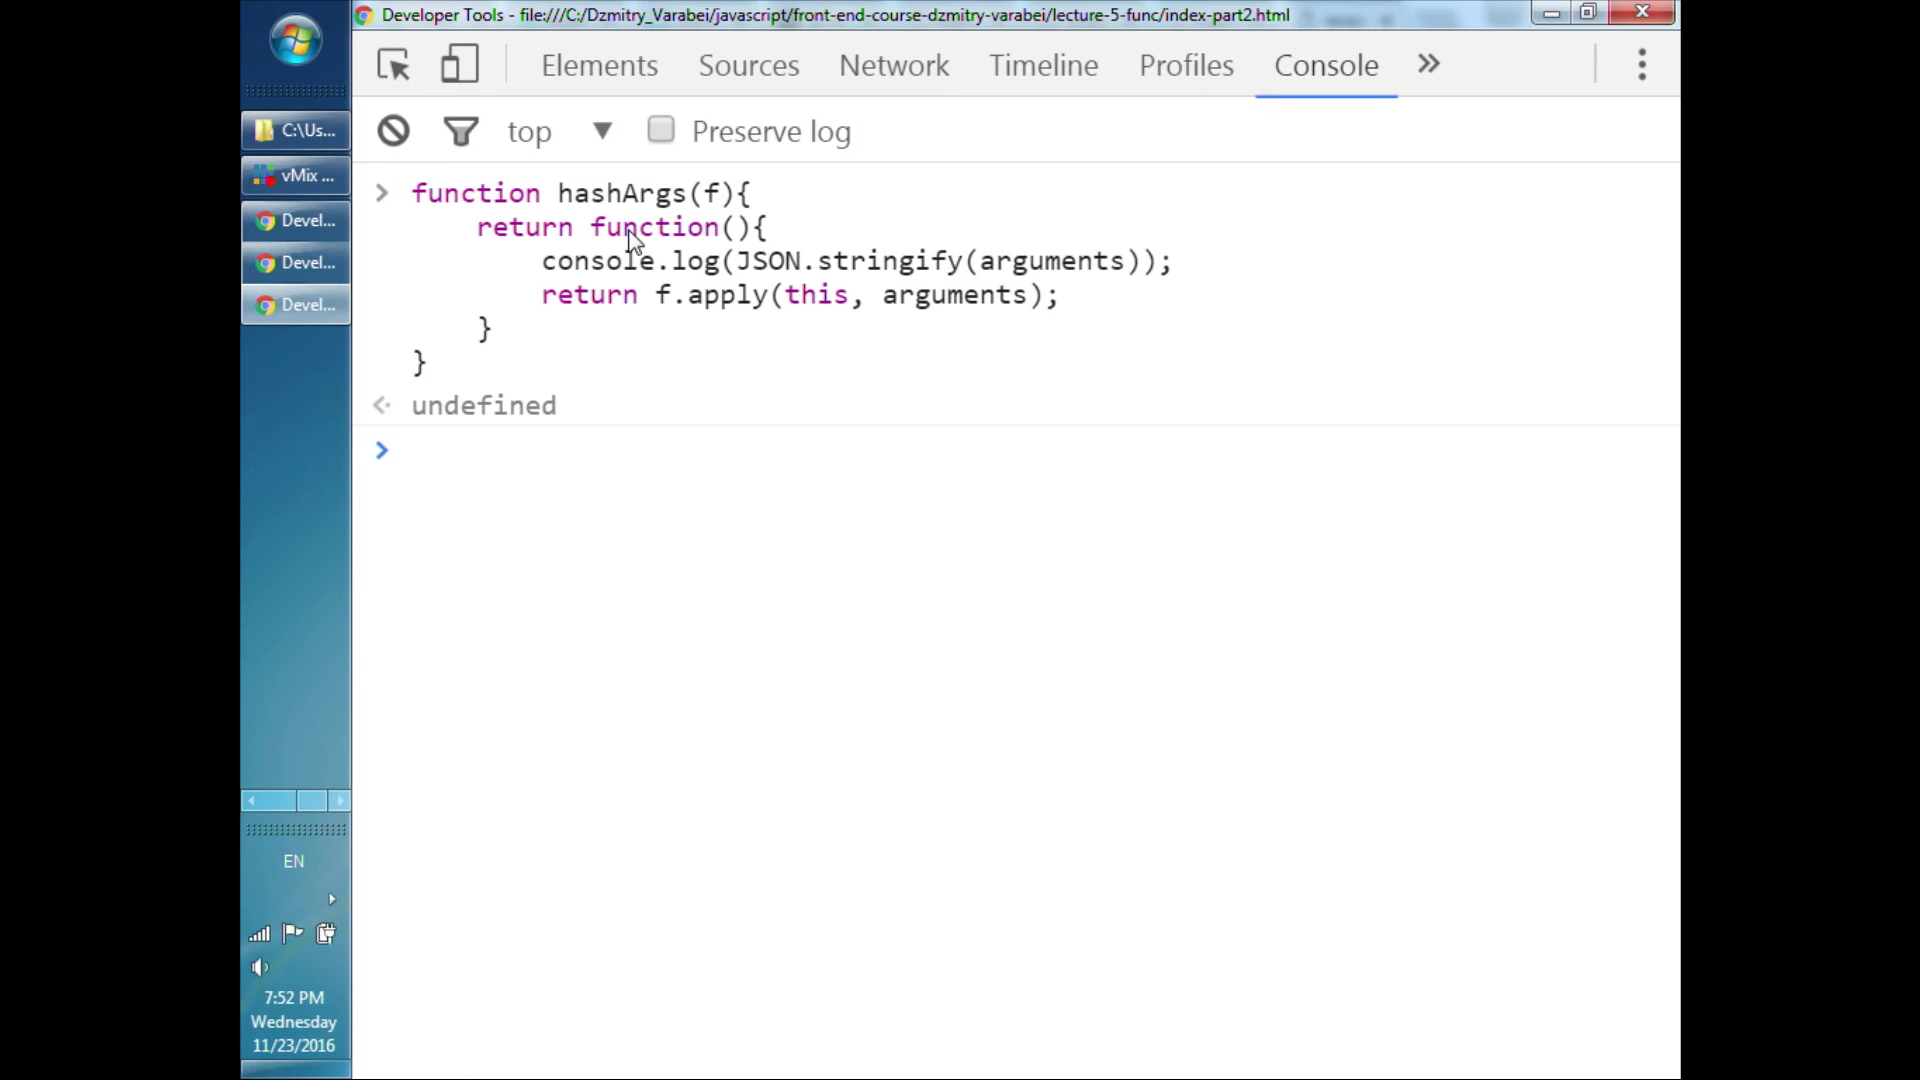 Developer Tools - file:///C:/Dzmitry_Varabei/javascript/front-end-course-dzmitry-varabei/lecture-5-func/index-part2.html
Elements Sources Network Timeline Profiles Console »
top ▼ Preserve log
> function hashArgs(f){
return function(){
console.log(JSON.stringify(arguments));
return f.apply(this, arguments);
}
}
undefined
>
C:\Us...
vMix ...
Devel...
Devel...
Devel...
EN
7:52 PM
Wednesday
11/23/2016